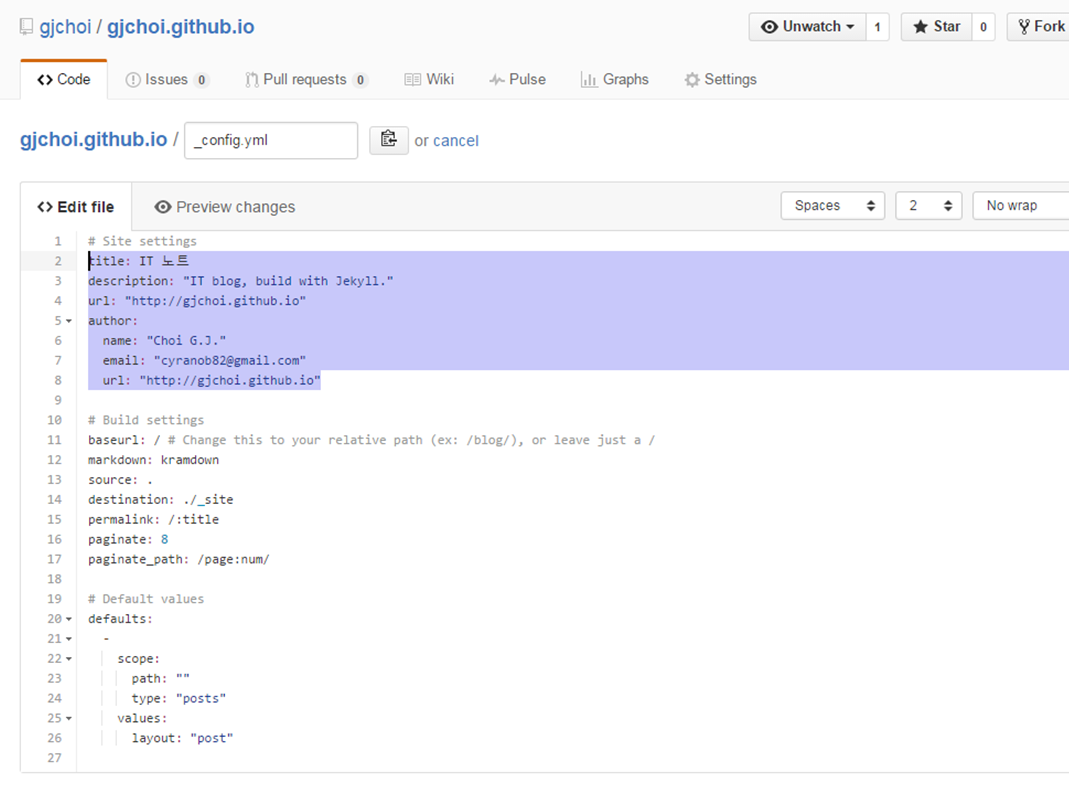 gjchoi / gjchoi.github.io Unwatch 1 Star 0 Fork
Code Issues 0 Pull requests 0 Wiki Pulse Graphs Settings
gjchoi.github.io / _config.yml or cancel
Edit file Preview changes Spaces 2 No wrap
1 # Site settings
2 title: IT 노트
3 description: "IT blog, build with Jekyll."
4 url: "http://gjchoi.github.io"
5 author:
6 name: "Choi G.J."
7 email: "cyranob82@gmail.com"
8 url: "http://gjchoi.github.io"
9
10 # Build settings
11 baseurl: / # Change this to your relative path (ex: /blog/), or leave just a /
12 markdown: kramdown
13 source: .
14 destination: ./_site
15 permalink: /:title
16 paginate: 8
17 paginate_path: /page:num/
18
19 # Default values
20 defaults:
21 -
22 scope:
23 path: ""
24 type: "posts"
25 values:
26 layout: "post"
27